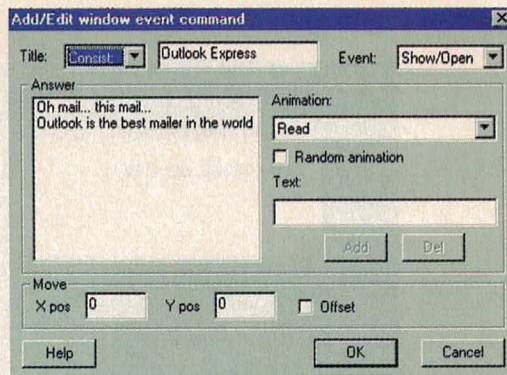 Add/Edit window event command
Title: Consist: Outlook Express Event: Show/Open
Answer
Oh mail... this mail...
Outlook is the best mailer in the world
Animation:
Read
Random animation
Text:
Add Del
Move
X pos 0 Y pos 0 Offset
Help OK Cancel